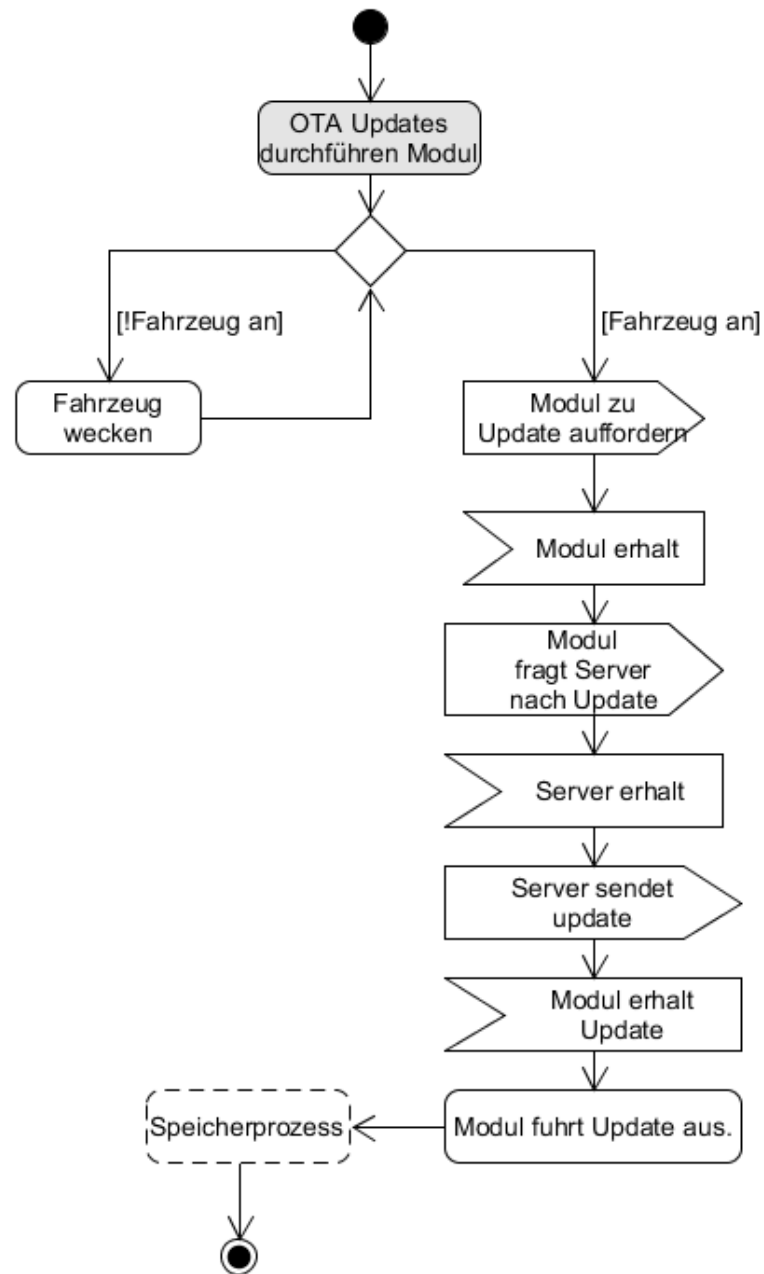 OTA Updates
durchführen Modul
[!Fahrzeug an]
[Fahrzeug an]
Fahrzeug
wecken
Modul zu
Update auffordern
Modul erhalt
Modul
fragt Server
nach Update
Server erhalt
Server sendet
update
Modul erhalt
Update
Speicherprozess
Modul fuhrt Update aus.